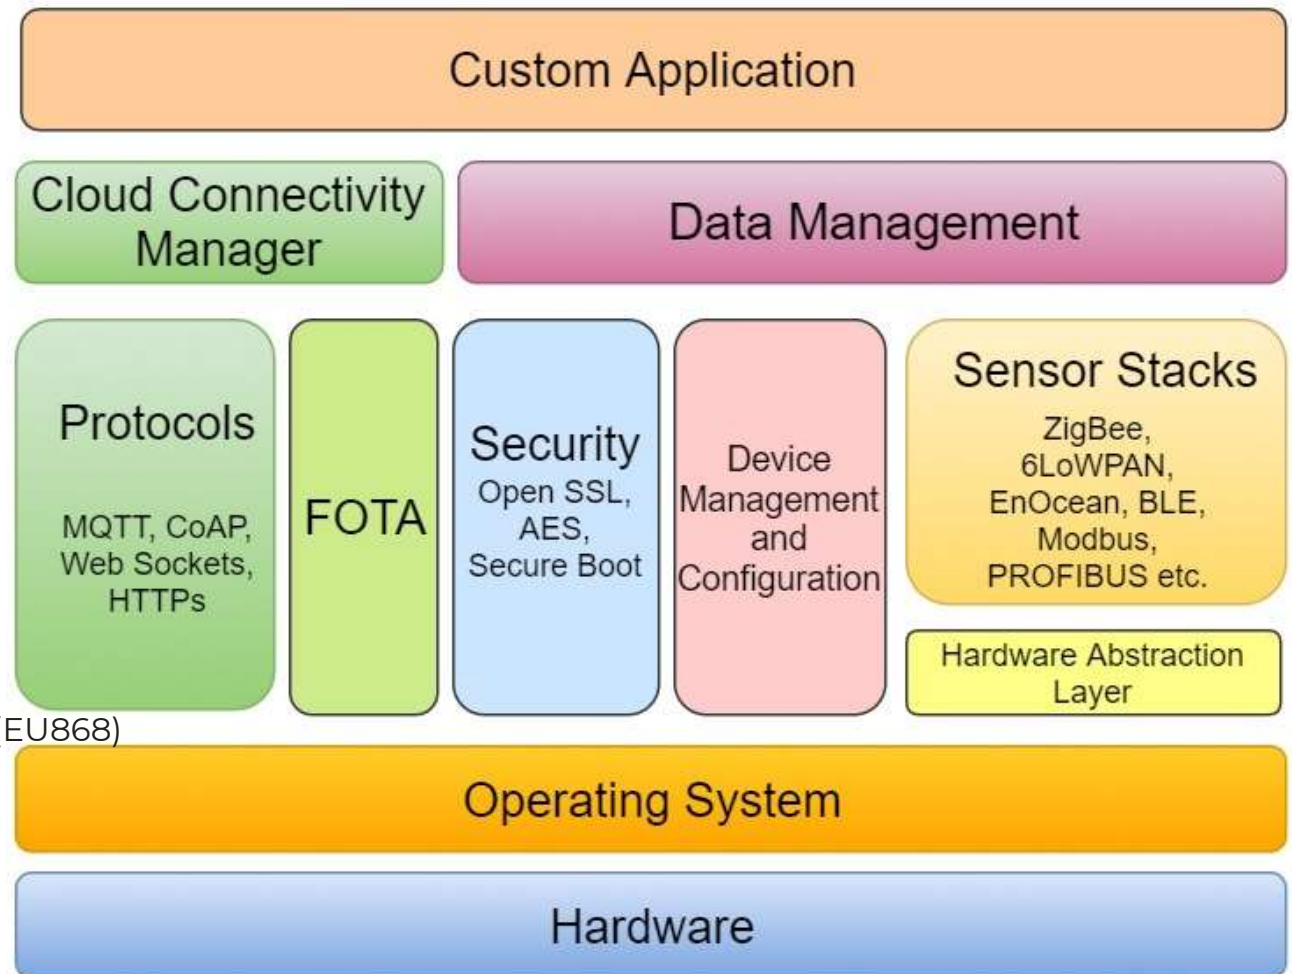 Custom Application
Cloud Connectivity
Manager
Data Management
Protocols
MQTT, CoAP,
Web Sockets,
HTTPs
FOTA
Security
Open SSL,
AES,
Secure Boot
Device
Management
and
Configuration
Sensor Stacks
ZigBee,
6LoWPAN,
EnOcean, BLE,
Modbus,
PROFIBUS etc.
Hardware Abstraction
Layer
(EU868)
Operating System
Hardware